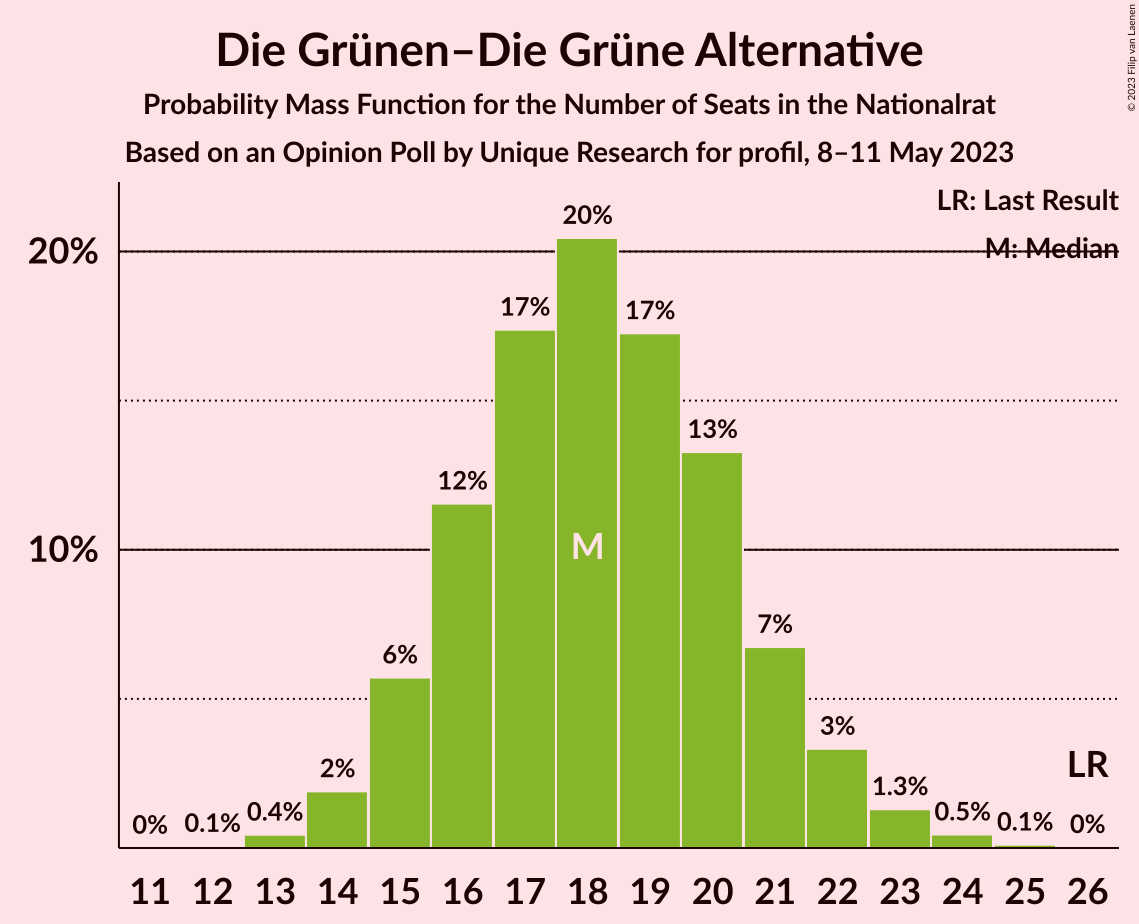 Die Grünen–Die Grüne Alternative
Probability Mass Function for the Number of Seats in the Nationalrat
Based on an Opinion Poll by Unique Research for profil, 8–11 May 2023
© 2023 Filip van Laenen
LR: Last Result
M: Median
20%
10%
0%
0.1%
0.4%
2%
6%
12%
17%
20%
17%
13%
7%
3%
1.3%
0.5%
0.1%
0%
M
LR
11 12 13 14 15 16 17 18 19 20 21 22 23 24 25 26